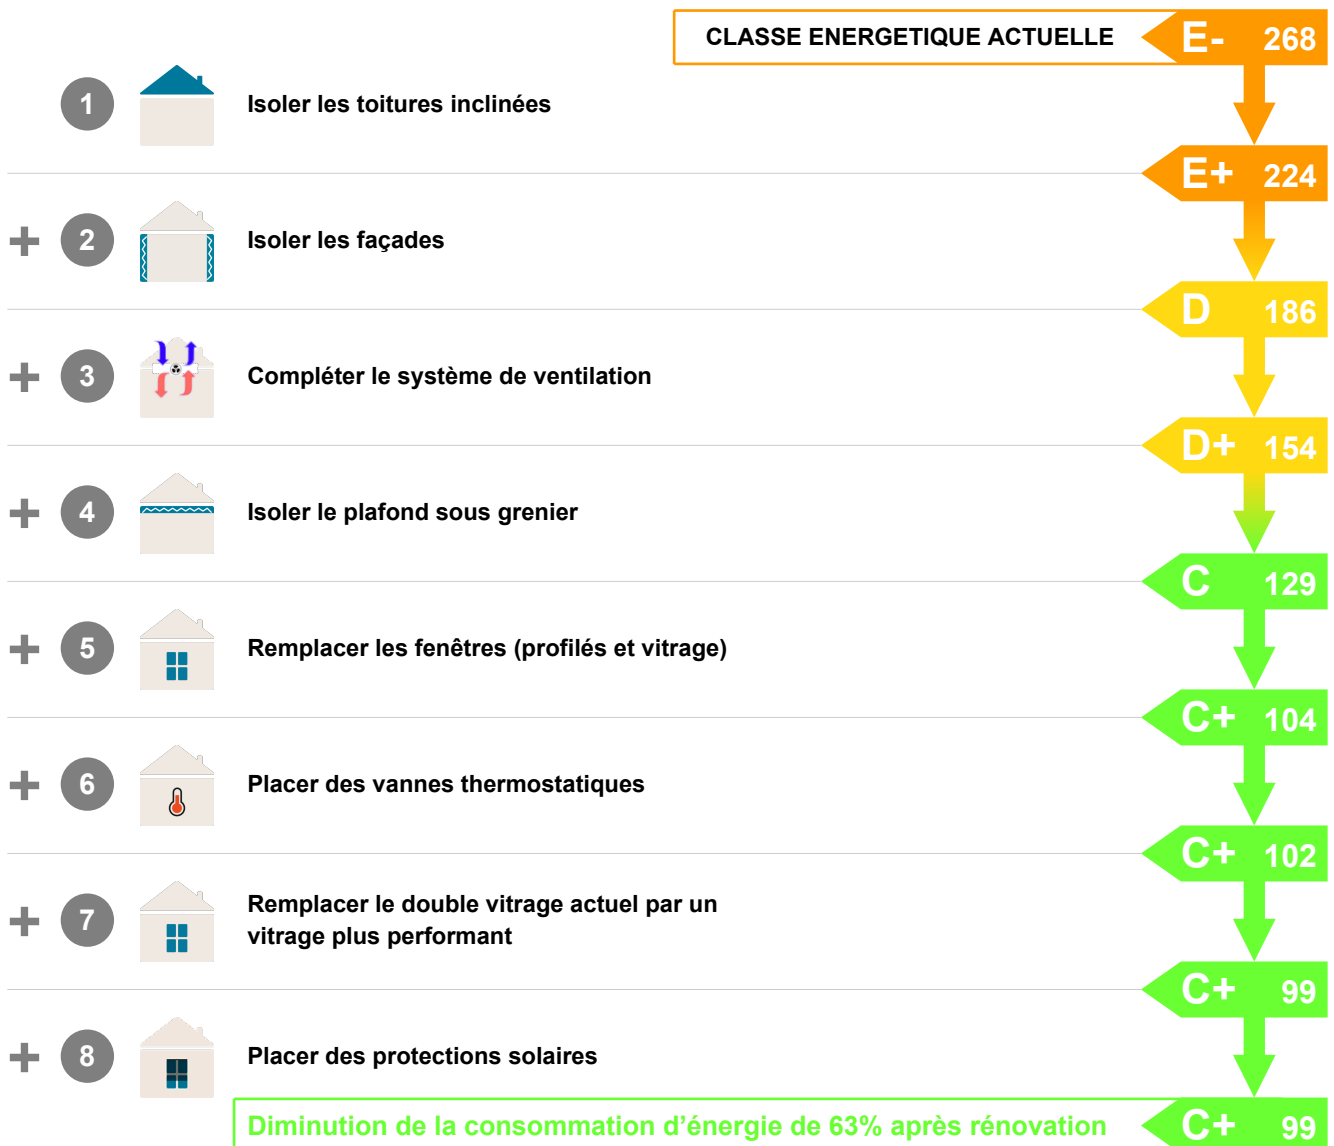 CLASSE ENERGETIQUE ACTUELLE E- 268
1 Isoler les toitures inclinées
E+ 224
+ 2 Isoler les façades
D 186
+ 3 Compléter le système de ventilation
D+ 154
+ 4 Isoler le plafond sous grenier
C 129
+ 5 Remplacer les fenêtres (profilés et vitrage)
C+ 104
+ 6 Placer des vannes thermostatiques
C+ 102
+ 7 Remplacer le double vitrage actuel par un
vitrage plus performant
C+ 99
+ 8 Placer des protections solaires
Diminution de la consommation d’énergie de 63% après rénovation C+ 99